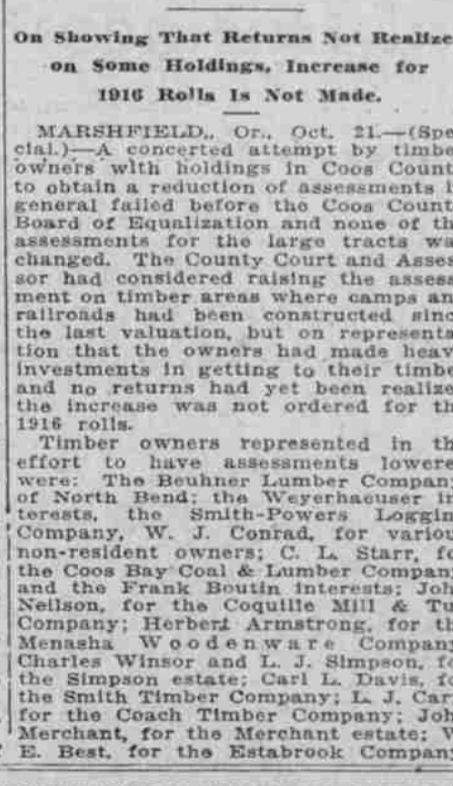 On Showing That Returns Not Realize
on Some Holdings, Increase for
1916 Rolls Is Not Made.
MARSHFIELD,, Or., Oct. 21.—(Spe
cial.)—A concerted attempt by timbe
owners with holdings in Coos Count
to obtain a reduction of assessments i
general failed before the Coos Count
Board of Equalization and none of th
assessments for the large tracts wa
changed. The County Court and Asses
sor had considered raising the assess
ment on timber areas where camps an
railroads had been constructed sinc
the last valuation, but on representa
tion that the owners had made heav
investments in getting to their timbe
and no returns had yet been realize
the increase was not ordered for th
1916 rolls.
Timber owners represented in th
effort to have assessments lowere
were: The Beuhner Lumber Company
of North Bend; the Weyerhaeuser in
terests, the Smith-Powers Loggin
Company, W. J. Conrad, for variou
non-resident owners; C. L. Starr, fo
the Coos Bay Coal & Lumber Company
and the Frank Boutin interests; Joh
Neilson, for the Coquille Mill & Tu
Company; Herbert Armstrong, for th
Menasha Woodenware Company
Charles Winsor and L. J. Simpson, fo
the Simpson estate; Carl L. Davis, fo
the Smith Timber Company; L. J. Car
for the Coach Timber Company; Joh
Merchant, for the Merchant estate; W
E. Best, for the Estabrook Company